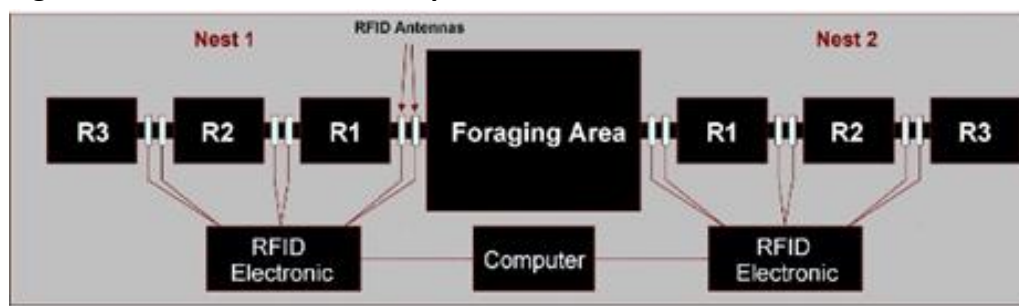 Nest 1
RFID Antennas
Nest 2
R3
R2
R1
Foraging Area
R1
R2
R3
RFID
Electronic
Computer
RFID
Electronic